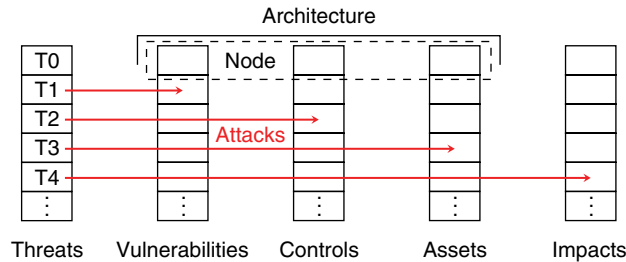 Architecture
T0
Node
T1
T2
Attacks
T3
T4
Threats Vulnerabilities Controls Assets Impacts